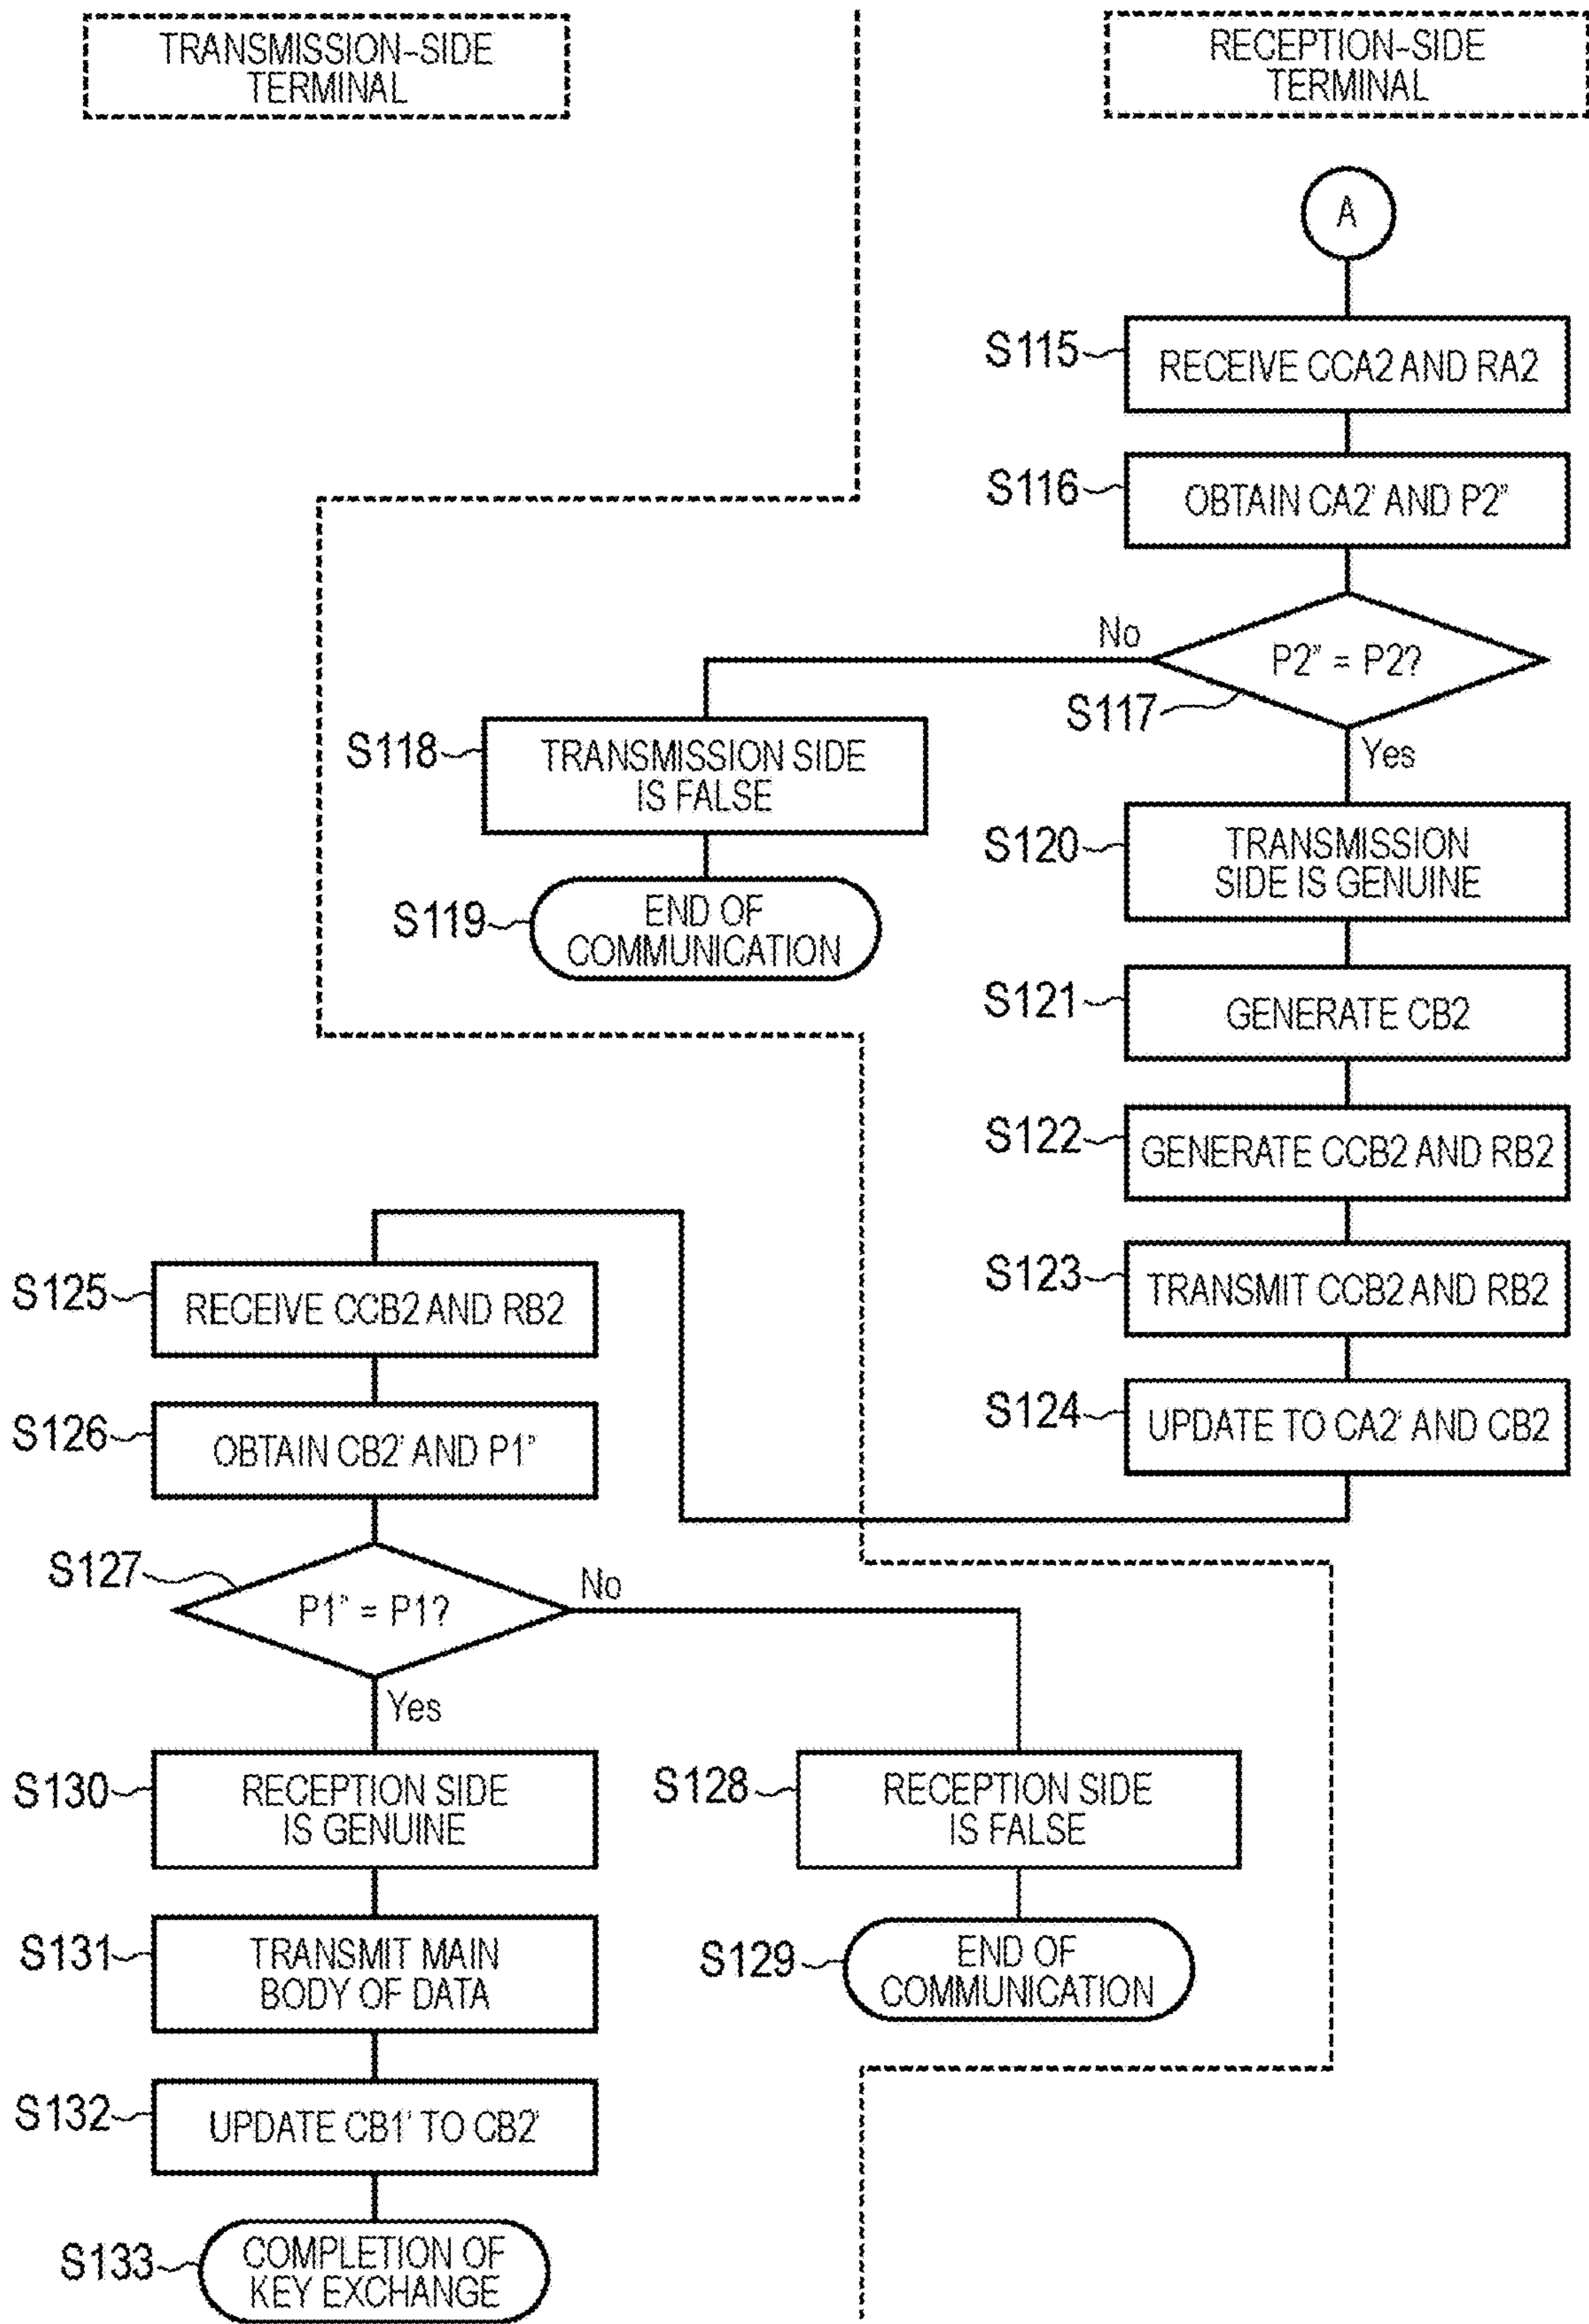 TRANSMISSION-SIDE
TERMINAL
RECEPTION-SIDE
TERMINAL
A
S115
RECEIVE CCA2 AND RA2
S116
OBTAIN CA2' AND P2"
No
P2" = P2?
S117
Yes
S118
TRANSMISSION SIDE
IS FALSE
S119
END OF
COMMUNICATION
S120
TRANSMISSION
SIDE IS GENUINE
S121
GENERATE CB2
S122
GENERATE CCB2 AND RB2
S123
TRANSMIT CCB2 AND RB2
S124
UPDATE TO CA2' AND CB2
S125
RECEIVE CCB2 AND RB2
S126
OBTAIN CB2' AND P1"
S127
P1" = P1?
No
Yes
S128
RECEPTION SIDE
IS FALSE
S129
END OF
COMMUNICATION
S130
RECEPTION SIDE
IS GENUINE
S131
TRANSMIT MAIN
BODY OF DATA
S132
UPDATE CB1' TO CB2'
S133
COMPLETION OF
KEY EXCHANGE